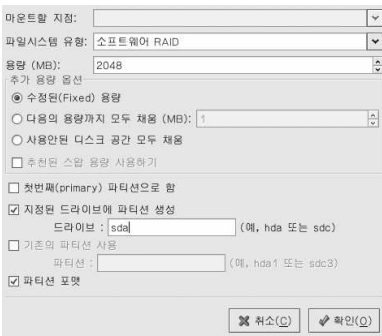 마운트할 지점:
파일시스템 유형: 소프트웨어 RAID
용량 (MB): 2048
추가 용량 옵션
수정된(Fixed) 용량
다음의 용량까지 모두 채움 (MB): 1
사용안된 디스크 공간 모두 채움
추천된 스왑 용량 사용하기
첫번째(primary) 파티션으로 함
지정된 드라이브에 파티션 생성
드라이브 : sda (예, hda 또는 sdc)
기존의 파티션 사용
파티션 : (예, hda1 또는 sdc3)
파티션 포맷
취소(C) 확인(O)